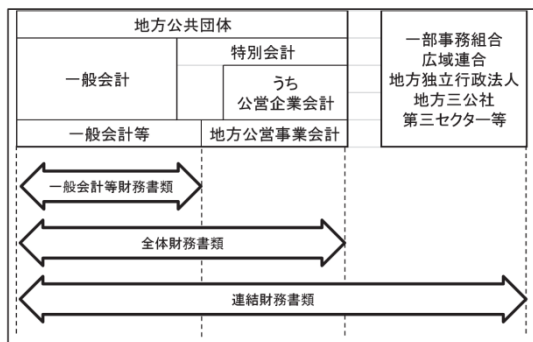 地方公共団体
一般会計
特別会計
うち
公営企業会計
一般会計等
地方公営事業会計
一部事務組合
広域連合
地方独立行政法人
地方三公社
第三セクター等
一般会計等財務書類
全体財務書類
連結財務書類